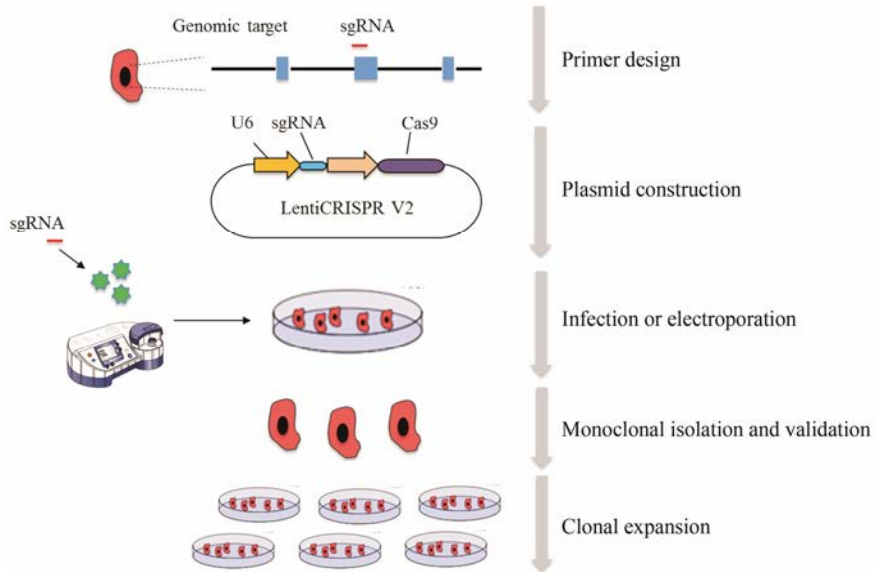 Genomic target
sgRNA
Primer design
U6
sgRNA
Cas9
LentiCRISPR V2
Plasmid construction
sgRNA
Infection or electroporation
Monoclonal isolation and validation
Clonal expansion